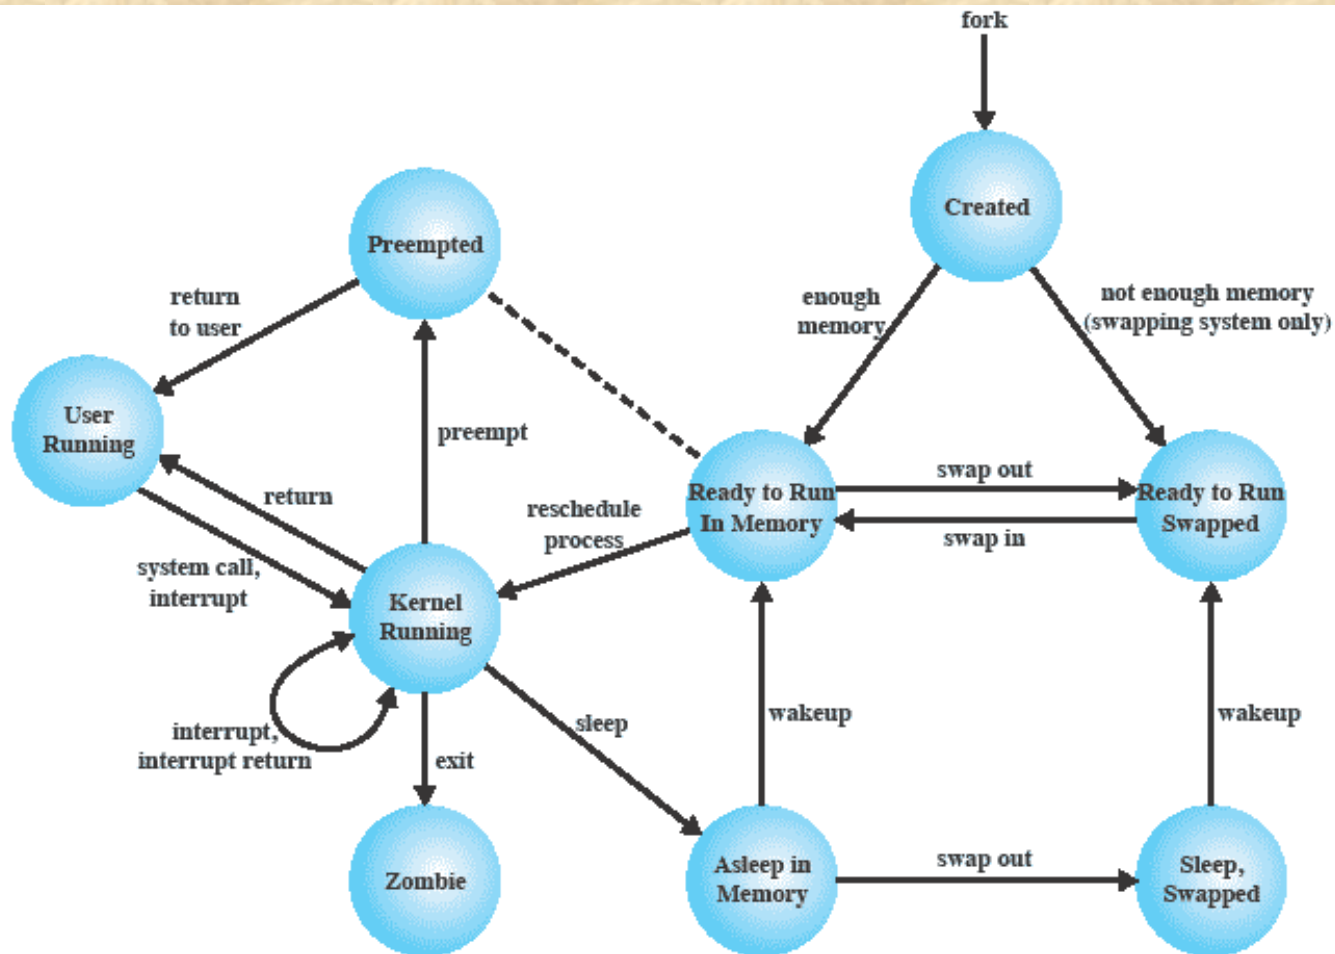 fork
Created
Preempted
return
to user
enough
memory
not enough memory
(swapping system only)
User
Running
preempt
return
Ready to Run
In Memory
swap out
swap in
Ready to Run
Swapped
reschedule
process
system call,
interrupt
Kernel
Running
interrupt,
interrupt return
sleep
wakeup
wakeup
exit
Zombie
Asleep in
Memory
swap out
Sleep,
Swapped